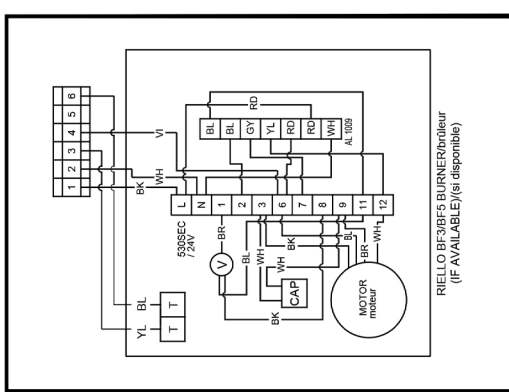 6
5
4
3
2
1
VI
WH
BK
RD
BL
BL
GY
YL
RD
RD
WH
AL 1009
530SEC
/ 24V
L
N
1
2
3
6
7
8
9
11
12
BR
V
BL
WH
BK
WH
BL
BR
WH
CAP
BK
BL
YL
T
T
MOTOR
moteur
RIELLO BF3/BF5 BURNER/brûleur
(IF AVAILABLE)/(si disponible)